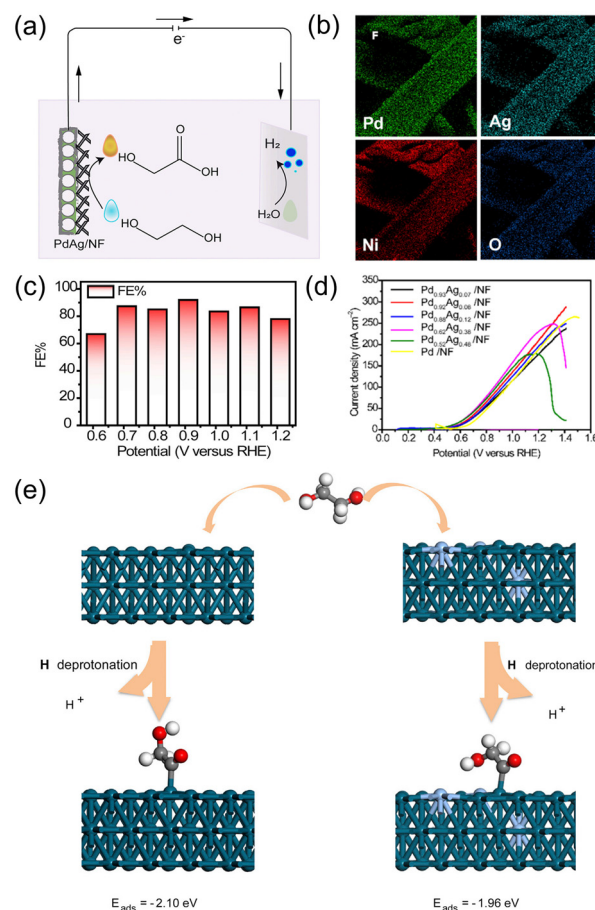 (a)
e⁻
H₂
HO
O
OH
HO
OH
H₂O
PdAg/NF
(b)
F
Pd
Ag
Ni
O
(c)
FE%
100
80
60
40
20
0
FE%
0.6 0.7 0.8 0.9 1.0 1.1 1.2
Potential (V versus RHE)
(d)
Current density (mA cm⁻²)
350
300
250
200
150
100
50
0
Pd₀.₉₃Ag₀.₀₇ /NF
Pd₀.₉₂Ag₀.₀₈ /NF
Pd₀.₈₈Ag₀.₁₂ /NF
Pd₀.₆₂Ag₀.₃₈ /NF
Pd₀.₅₂Ag₀.₄₈ /NF
Pd /NF
0.0 0.2 0.4 0.6 0.8 1.0 1.2 1.4
Potential (V versus RHE)
(e)
H deprotonation
H⁺
H deprotonation
H⁺
Eₐdₛ = -2.10 eV
Eₐdₛ = -1.96 eV